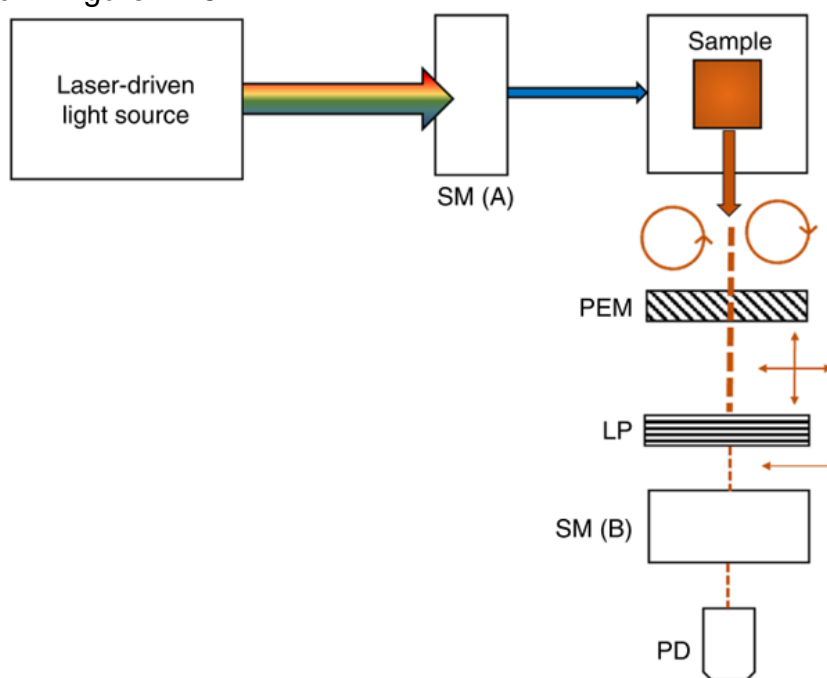 Laser-driven
light source
SM (A)
Sample
PEM
LP
SM (B)
PD